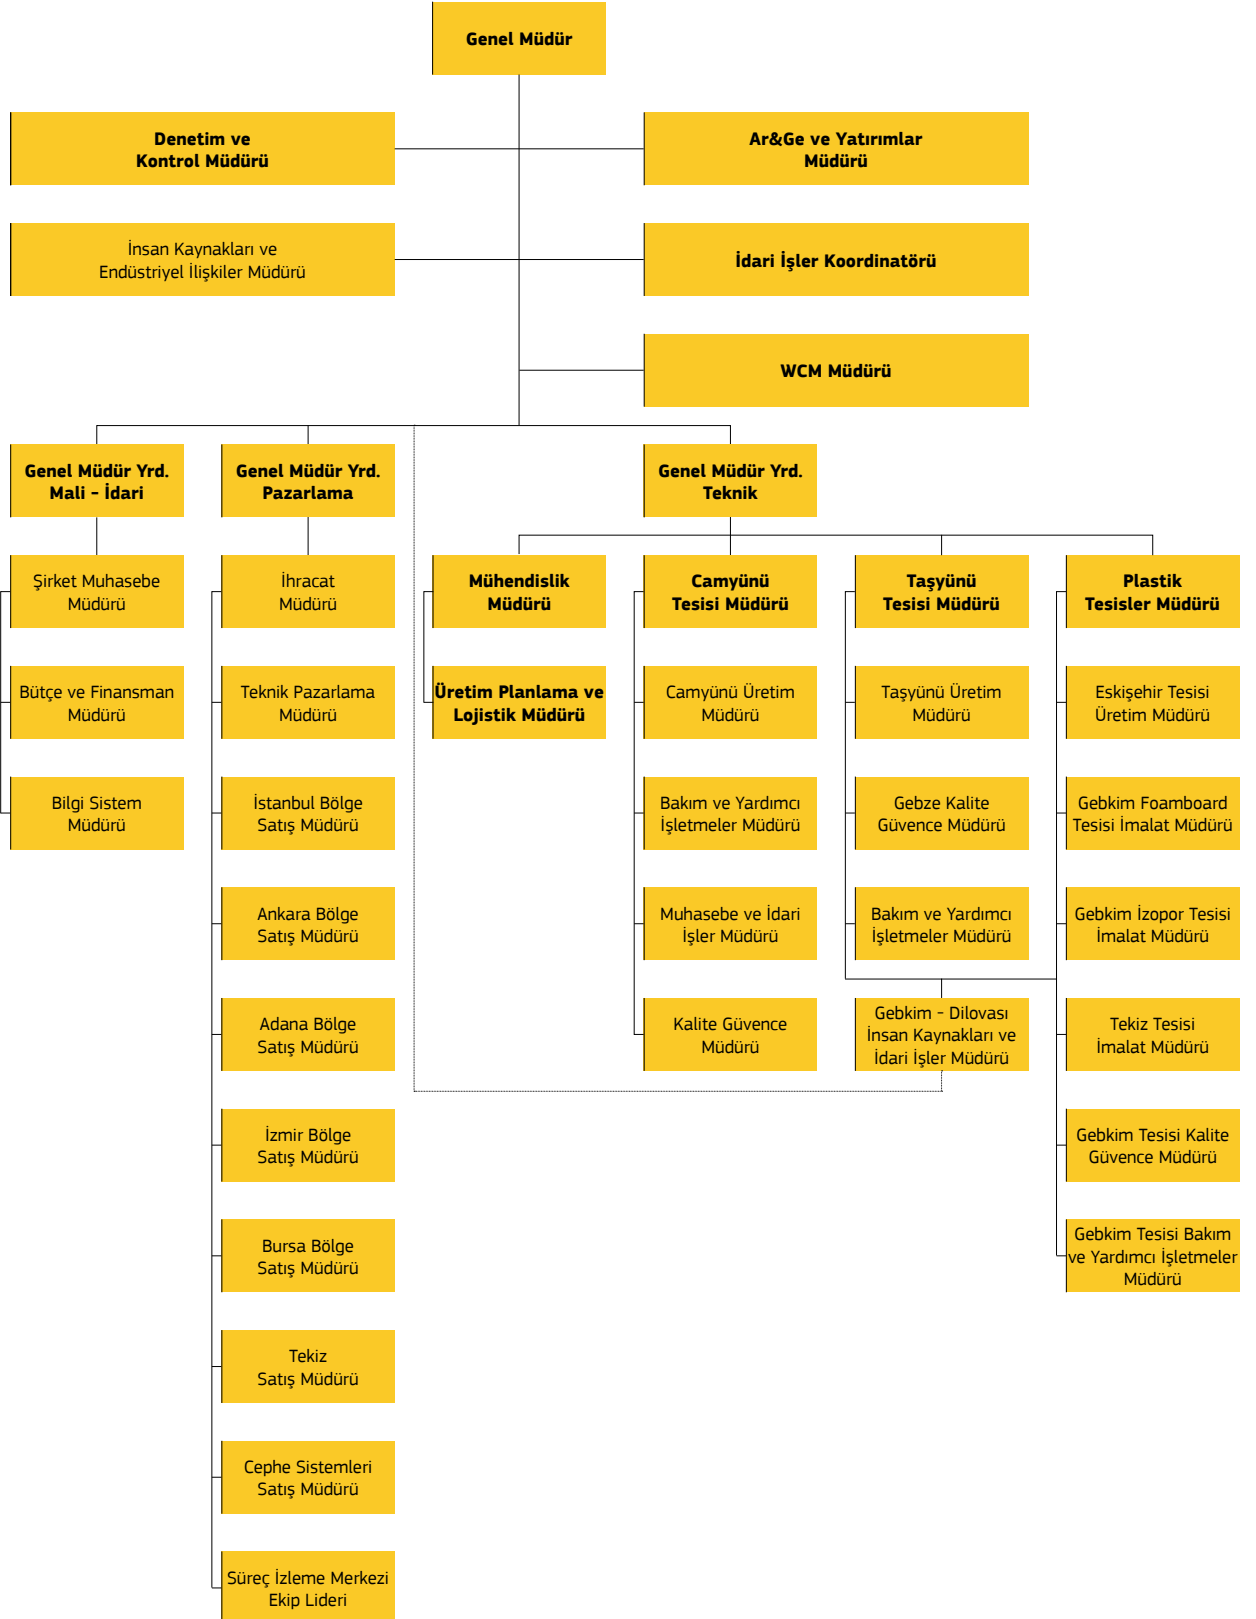 Genel Müdür
Denetim ve
Kontrol Müdürü
Ar&Ge ve Yatırımlar
Müdürü
İnsan Kaynakları ve
Endüstriyel İlişkiler Müdürü
İdari İşler Koordinatörü
WCM Müdürü
Genel Müdür Yrd.
Mali - İdari
Genel Müdür Yrd.
Pazarlama
Genel Müdür Yrd.
Teknik
Şirket Muhasebe
Müdürü
Bütçe ve Finansman
Müdürü
Bilgi Sistem
Müdürü
İhracat
Müdürü
Teknik Pazarlama
Müdürü
İstanbul Bölge
Satış Müdürü
Ankara Bölge
Satış Müdürü
Adana Bölge
Satış Müdürü
İzmir Bölge
Satış Müdürü
Bursa Bölge
Satış Müdürü
Tekiz
Satış Müdürü
Cephe Sistemleri
Satış Müdürü
Süreç İzleme Merkezi
Ekip Lideri
Mühendislik
Müdürü
Üretim Planlama ve
Lojistik Müdürü
Camyünü
Tesisi Müdürü
Camyünü Üretim
Müdürü
Bakım ve Yardımcı
İşletmeler Müdürü
Muhasebe ve İdari
İşler Müdürü
Kalite Güvence
Müdürü
Taşyünü
Tesisi Müdürü
Taşyünü Üretim
Müdürü
Gebze Kalite
Güvence Müdürü
Bakım ve Yardımcı
İşletmeler Müdürü
Gebkim - Dilovası
İnsan Kaynakları ve
İdari İşler Müdürü
Plastik
Tesisler Müdürü
Eskişehir Tesisi
Üretim Müdürü
Gebkim Foamboard
Tesisi İmalat Müdürü
Gebkim İzopor Tesisi
İmalat Müdürü
Tekiz Tesisi
İmalat Müdürü
Gebkim Tesisi Kalite
Güvence Müdürü
Gebkim Tesisi Bakım
ve Yardımcı İşletmeler
Müdürü